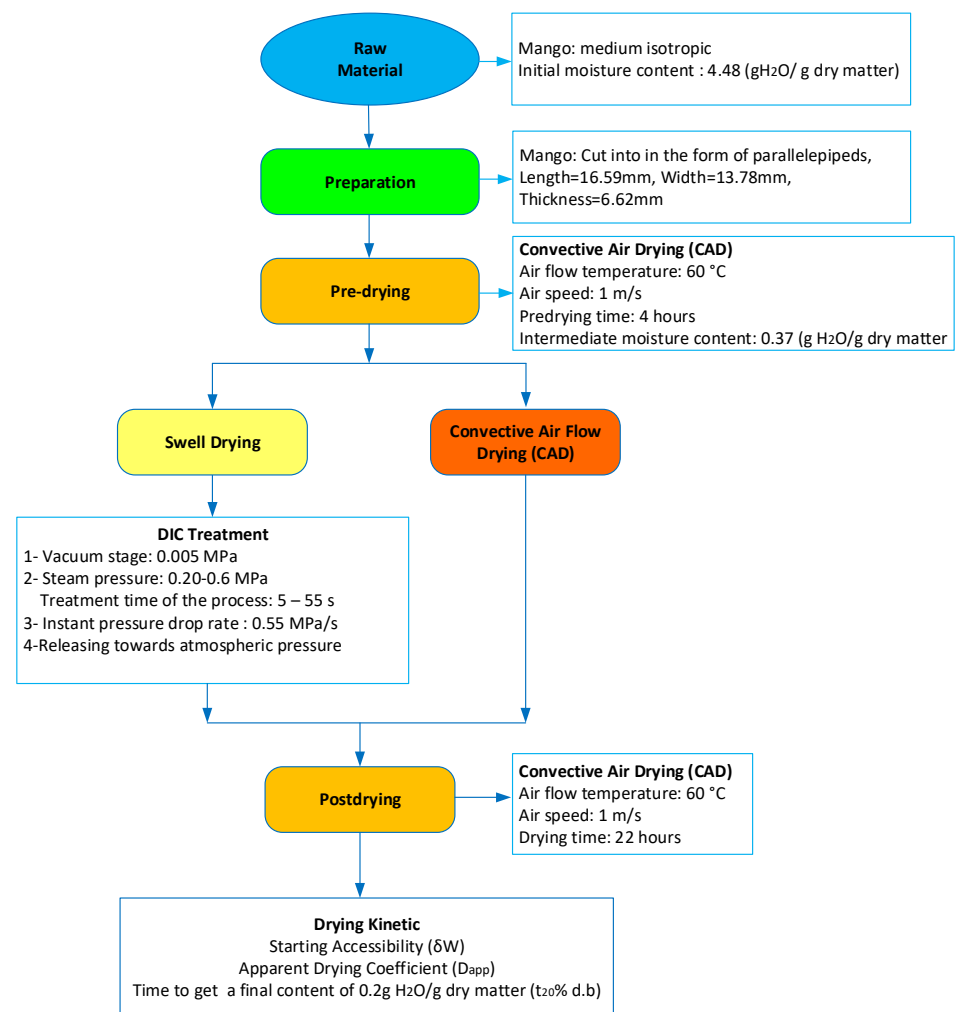 Raw
Material
Mango: medium isotropic
Initial moisture content : 4.48 (gH2O/ g dry matter)
Preparation
Mango: Cut into in the form of parallelepipeds,
Length=16.59mm, Width=13.78mm,
Thickness=6.62mm
Pre-drying
Convective Air Drying (CAD)
Air flow temperature: 60 °C
Air speed: 1 m/s
Predrying time: 4 hours
Intermediate moisture content: 0.37 (g H2O/g dry matter
Swell Drying
Convective Air Flow
Drying (CAD)
DIC Treatment
1- Vacuum stage: 0.005 MPa
2- Steam pressure: 0.20-0.6 MPa
Treatment time of the process: 5 – 55 s
3- Instant pressure drop rate : 0.55 MPa/s
4-Releasing towards atmospheric pressure
Postdrying
Convective Air Drying (CAD)
Air flow temperature: 60 °C
Air speed: 1 m/s
Drying time: 22 hours
Drying Kinetic
Starting Accessibility (δW)
Apparent Drying Coefficient (Dapp)
Time to get a final content of 0.2g H2O/g dry matter (t20% d.b)